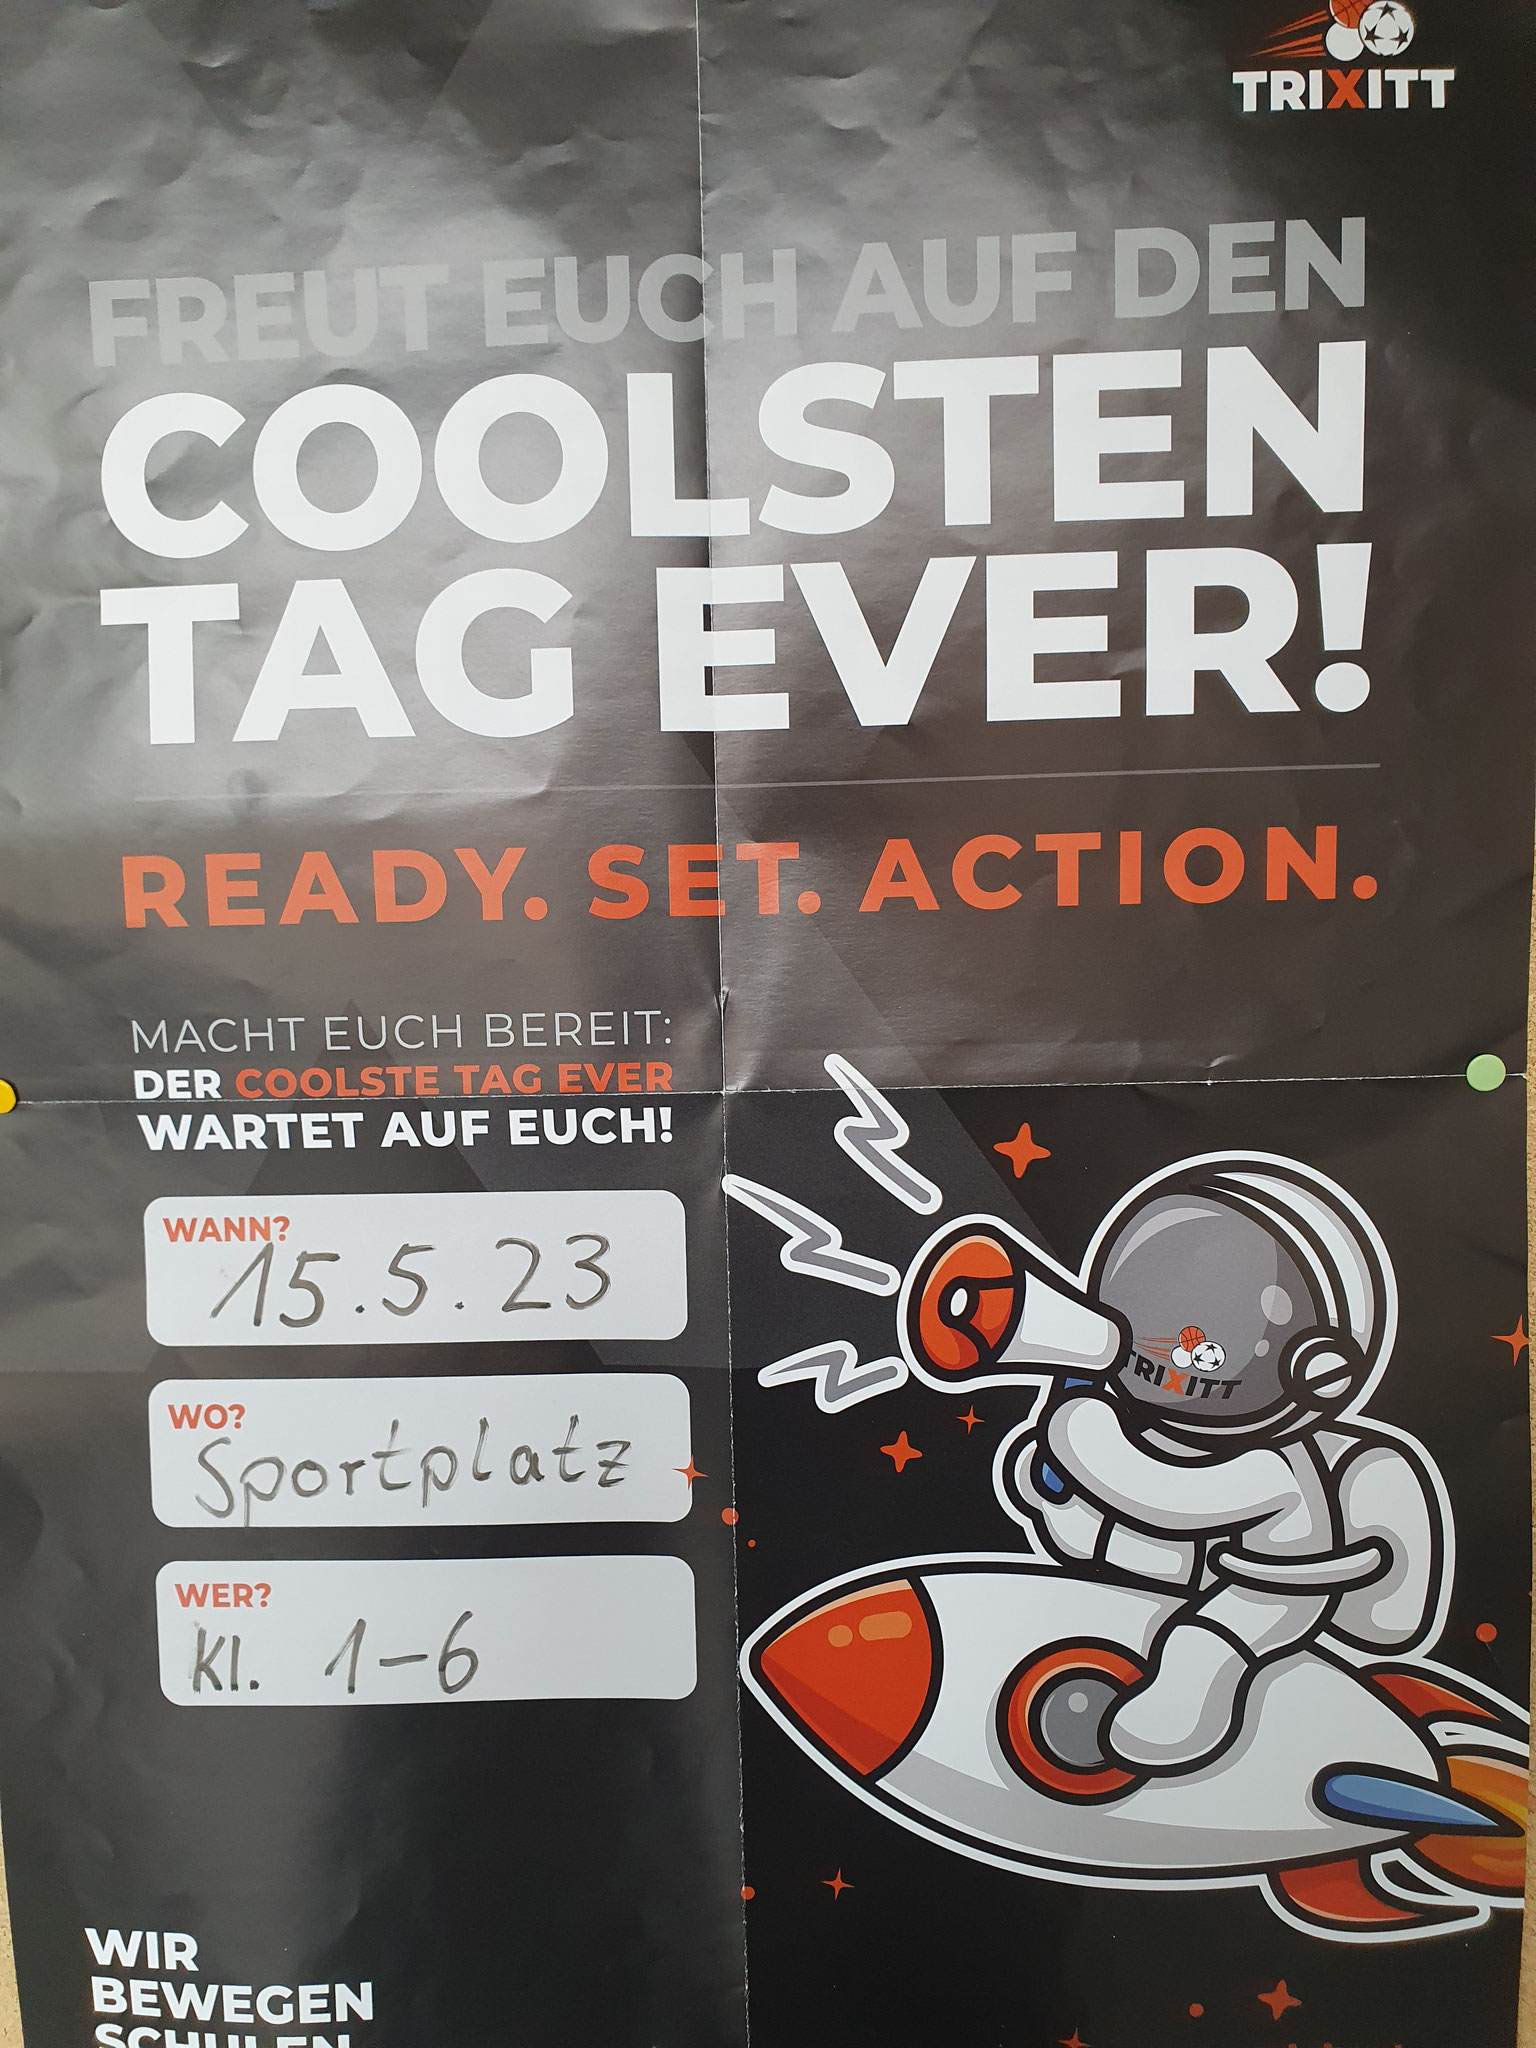 TRIXITT
FREUT EUCH AUF DEN
COOLSTEN
TAG EVER!
READY. SET. ACTION.
MACHT EUCH BEREIT:
DER COOLSTE TAG EVER
WARTET AUF EUCH!
WANN?
15.5.23
WO?
Sportplatz
WER?
Kl. 1-6
TRIXITT
WIR
BEWEGEN
SCHULEN